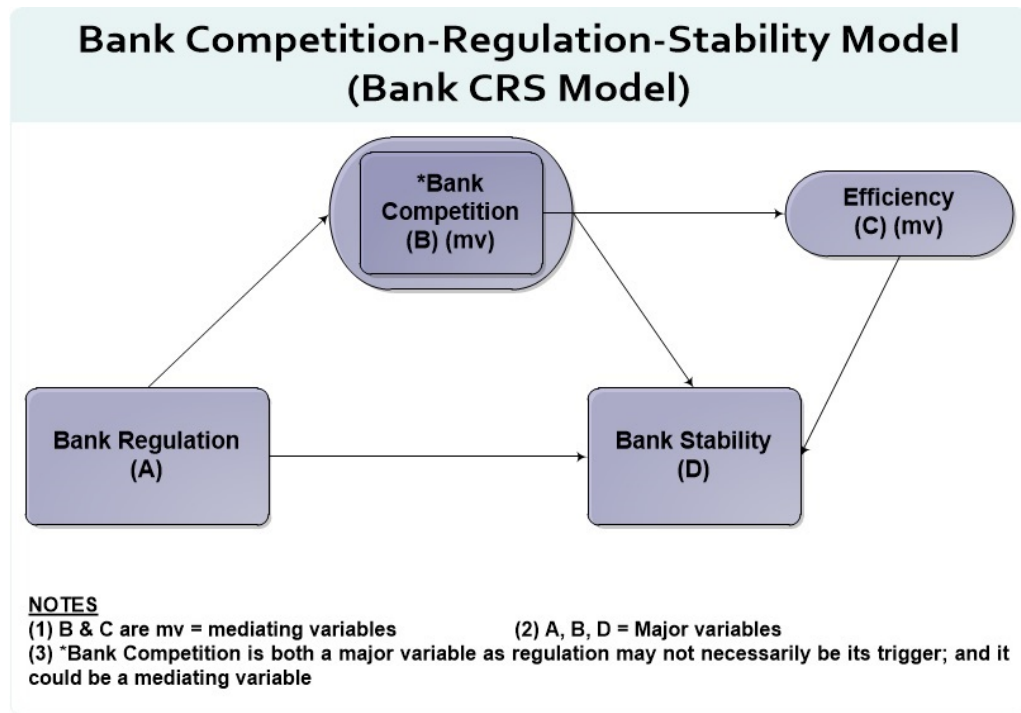 Bank Competition-Regulation-Stability Model
(Bank CRS Model)
*Bank
Competition
(B) (mv)
Efficiency
(C) (mv)
Bank Regulation
(A)
Bank Stability
(D)
NOTES
(1) B & C are mv = mediating variables (2) A, B, D = Major variables
(3) *Bank Competition is both a major variable as regulation may not necessarily be its trigger; and it
could be a mediating variable